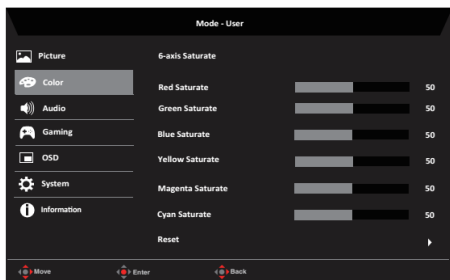 Mode - User
Picture
6-axis Saturate
Color
Red Saturate 50
Audio
Green Saturate 50
Gaming
Blue Saturate 50
OSD
Yellow Saturate 50
System
Magenta Saturate 50
Information
Cyan Saturate 50
Reset
Move Enter Back